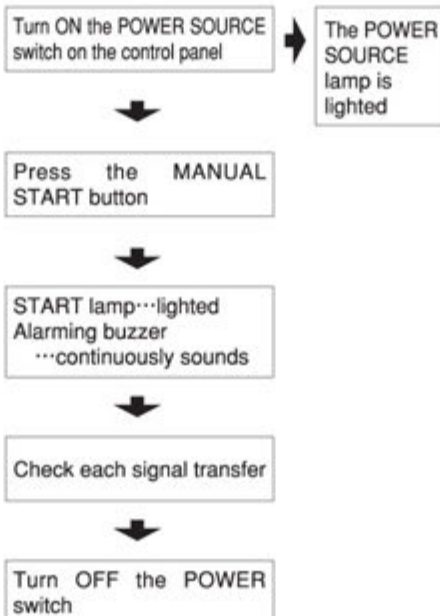 Turn ON the POWER SOURCE
switch on the control panel
The POWER
SOURCE
lamp is
lighted
Press the MANUAL
START button
START lamp…lighted
Alarming buzzer
…continuously sounds
Check each signal transfer
Turn OFF the POWER
switch